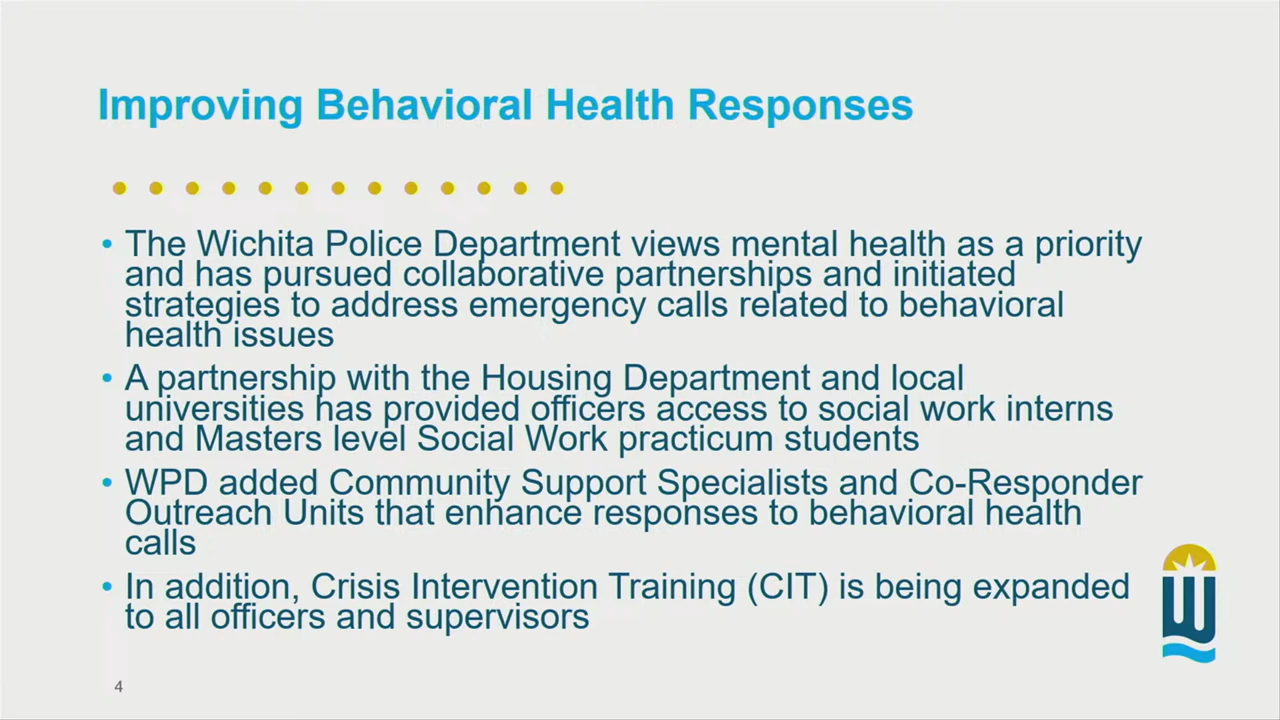 Improving Behavioral Health Responses
• The Wichita Police Department views mental health as a priority
and has pursued collaborative partnerships and initiated
strategies to address emergency calls related to behavioral
health issues
• A partnership with the Housing Department and local
universities has provided officers access to social work interns
and Masters level Social Work practicum students
• WPD added Community Support Specialists and Co-Responder
Outreach Units that enhance responses to behavioral health
calls
• In addition, Crisis Intervention Training (CIT) is being expanded
to all officers and supervisors
W
4